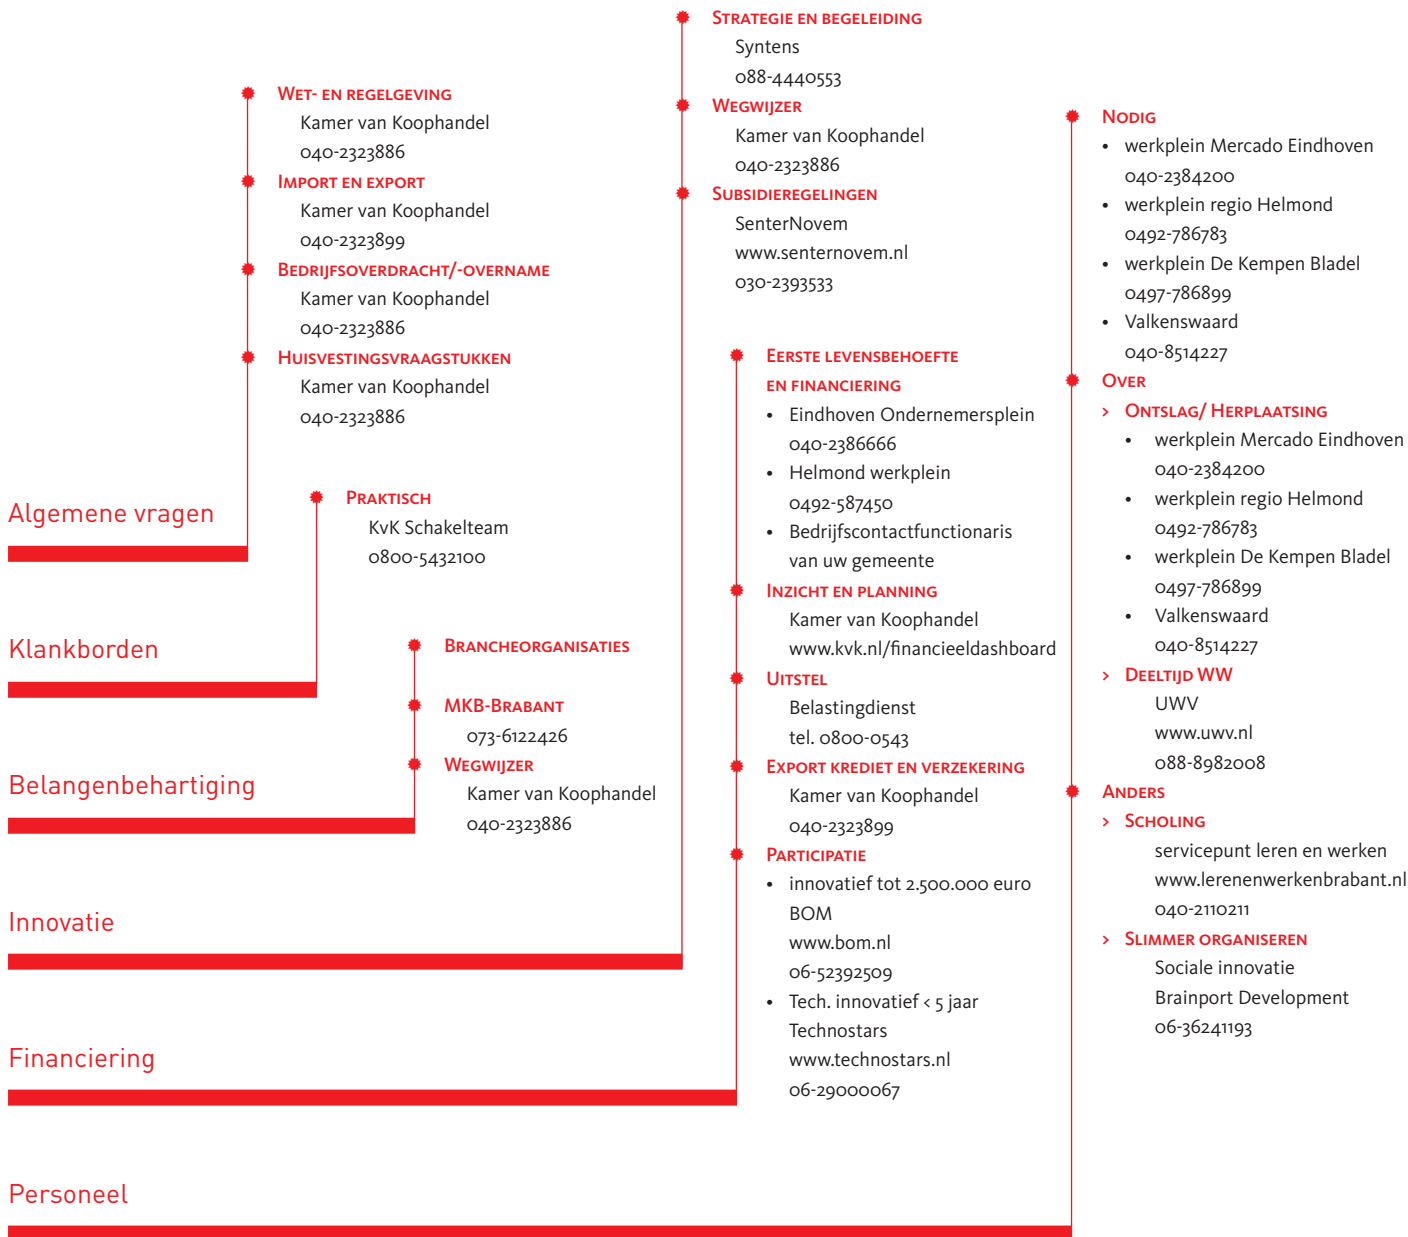 Algemene vragen
Wet- en regelgeving
Kamer van Koophandel
040-2323886
Import en export
Kamer van Koophandel
040-2323899
Bedrijfsoverdracht/-overname
Kamer van Koophandel
040-2323886
Huisvestingsvraagstukken
Kamer van Koophandel
040-2323886
Klankborden
Praktisch
KvK Schakelteam
0800-5432100
Belangenbehartiging
Brancheorganisaties
MKB-Brabant
073-6122426
Wegwijzer
Kamer van Koophandel
040-2323886
Innovatie
Strategie en begeleiding
Syntens
088-4440553
Wegwijzer
Kamer van Koophandel
040-2323886
Subsidieregelingen
SenterNovem
www.senternovem.nl
030-2393533
Financiering
Eerste levensbehoefte
en financiering
• Eindhoven Ondernemersplein
040-2386666
• Helmond werkplein
0492-587450
• Bedrijfscontactfunctionaris
van uw gemeente
Inzicht en planning
Kamer van Koophandel
www.kvk.nl/financieeldashboard
Uitstel
Belastingdienst
tel. 0800-0543
Export krediet en verzekering
Kamer van Koophandel
040-2323899
Participatie
• innovatief tot 2.500.000 euro
BOM
www.bom.nl
06-52392509
• Tech. innovatief < 5 jaar
Technostars
www.technostars.nl
06-29000067
Personeel
Nodig
• werkplein Mercado Eindhoven
040-2384200
• werkplein regio Helmond
0492-786783
• werkplein De Kempen Bladel
0497-786899
• Valkenswaard
040-8514227
Over
> Ontslag/ Herplaatsing
• werkplein Mercado Eindhoven
040-2384200
• werkplein regio Helmond
0492-786783
• werkplein De Kempen Bladel
0497-786899
• Valkenswaard
040-8514227
> Deeltijd WW
UWV
www.uwv.nl
088-8982008
Anders
> Scholing
servicepunt leren en werken
www.lerenenwerkenbrabant.nl
040-2110211
> Slimmer organiseren
Sociale innovatie
Brainport Development
06-36241193